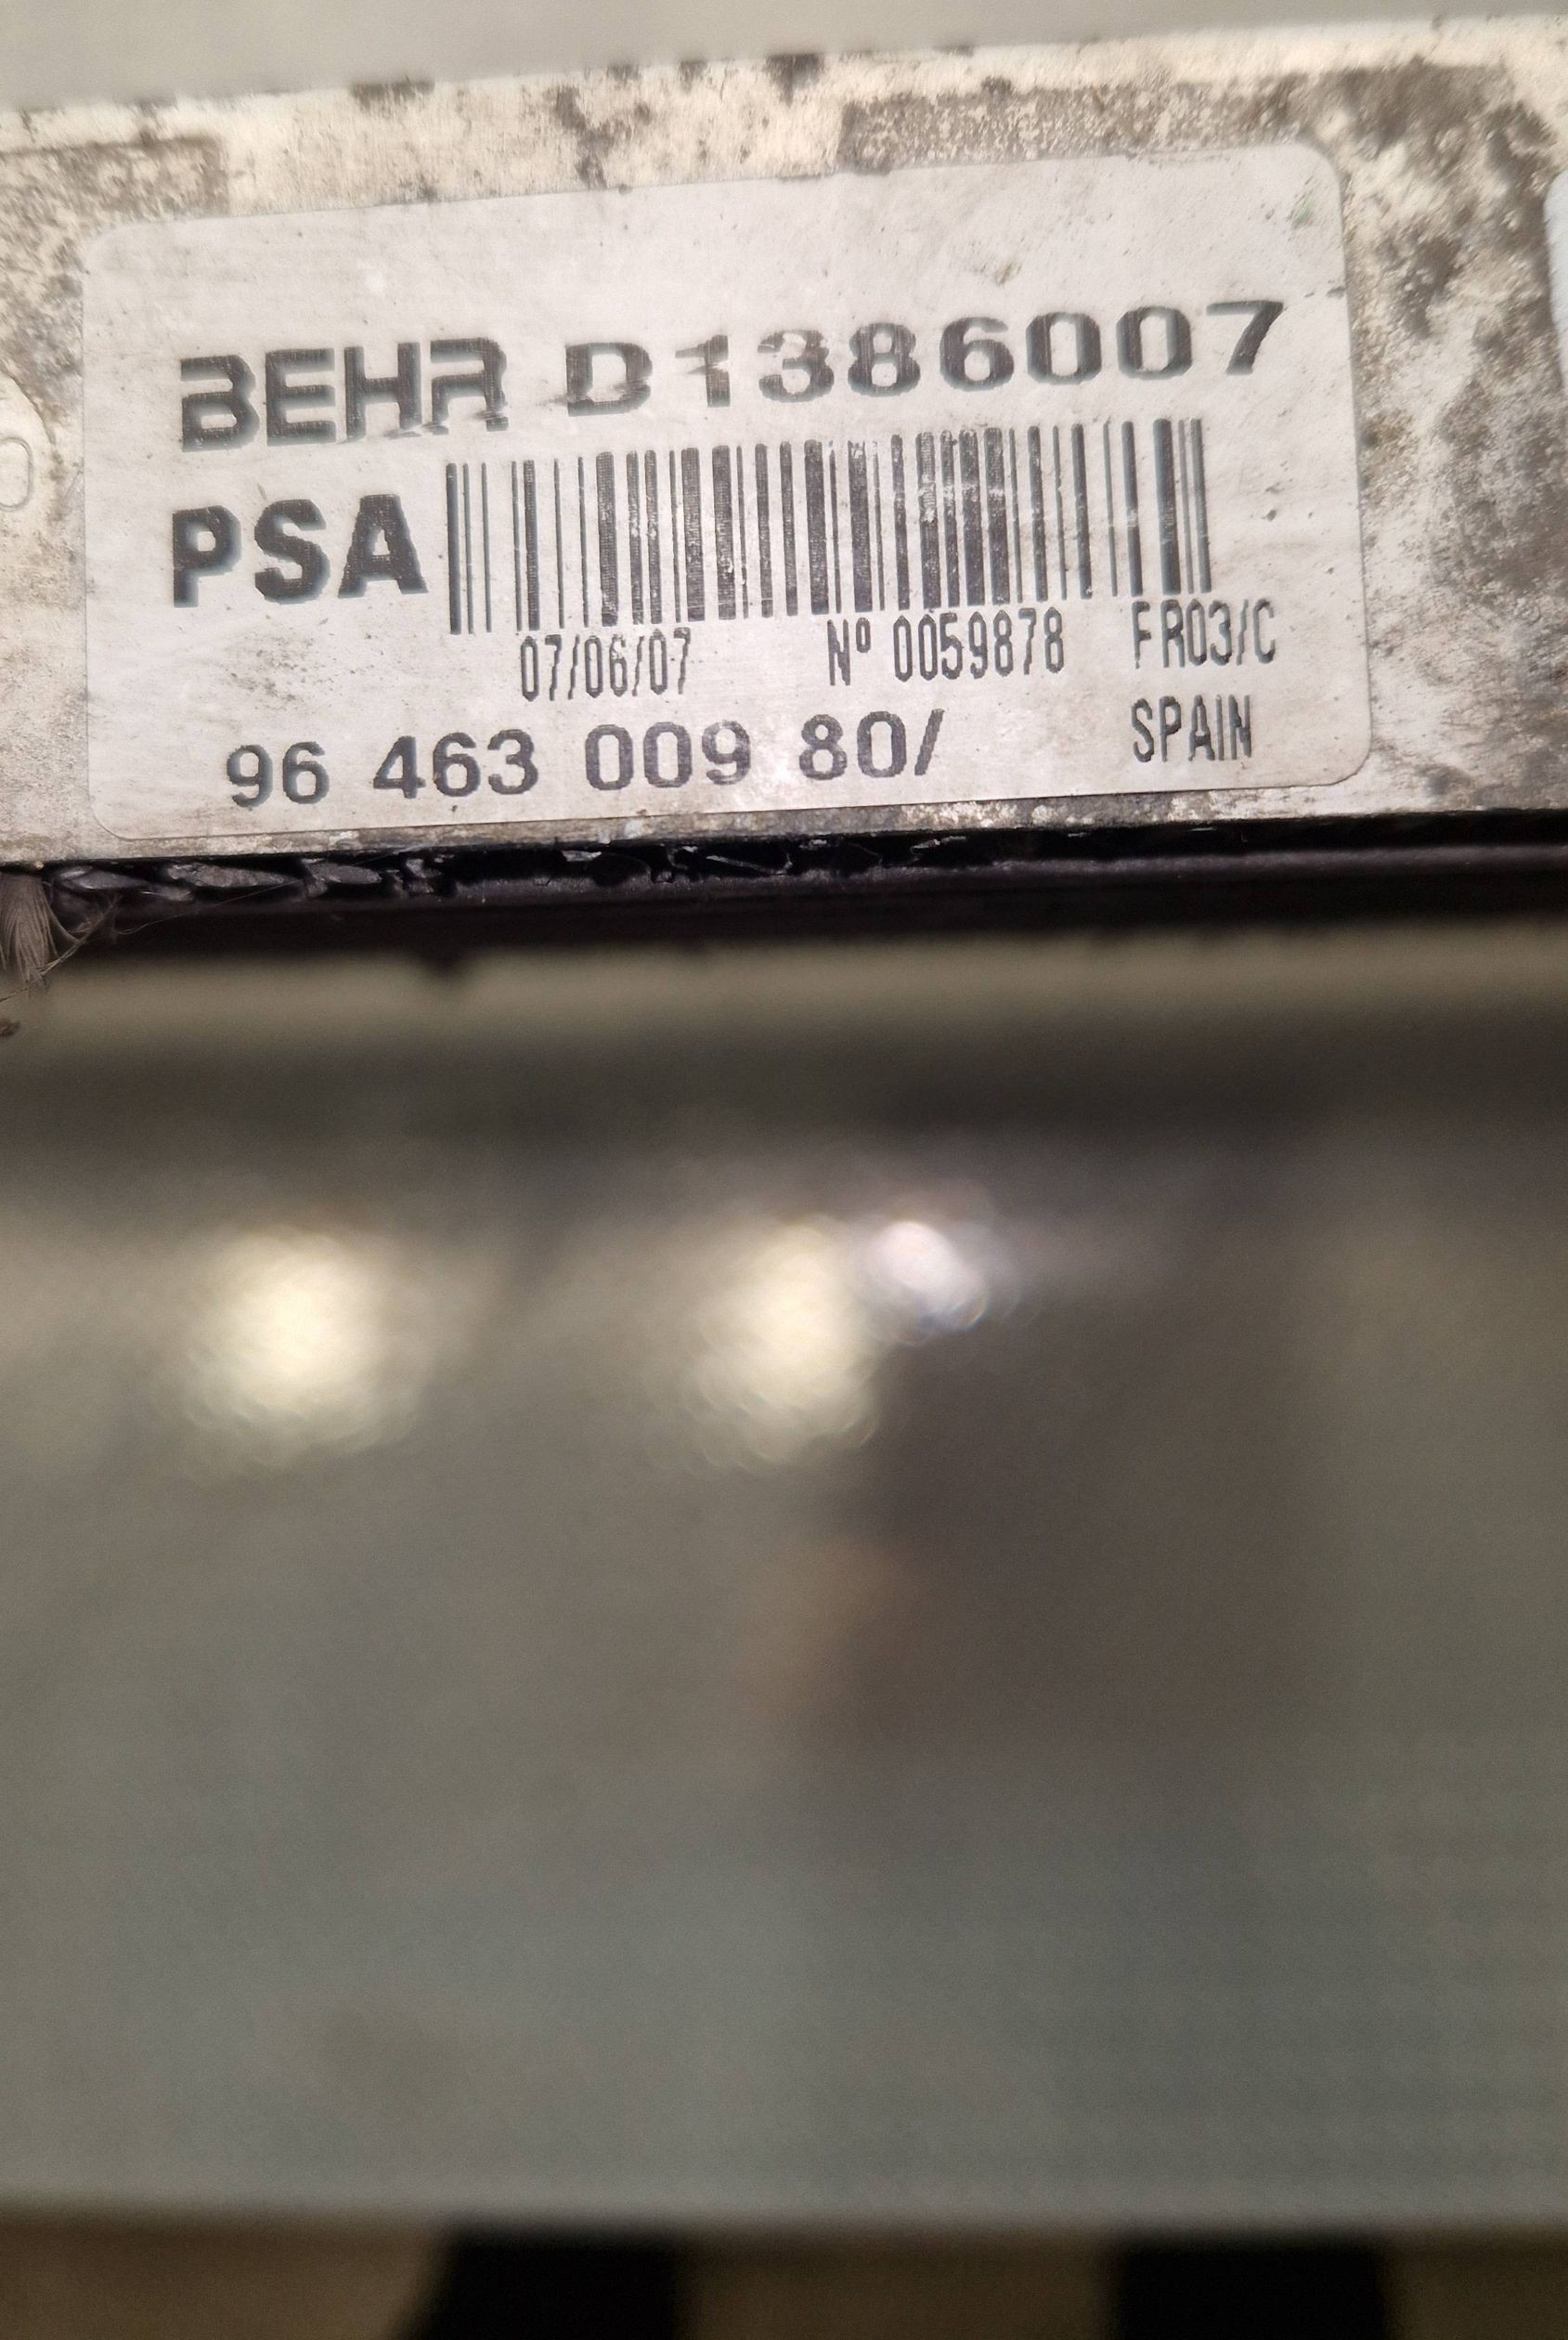 BEHR D1386007
PSA
07/06/07 Nº 0059878 FR03/C
96 463 009 80/ SPAIN